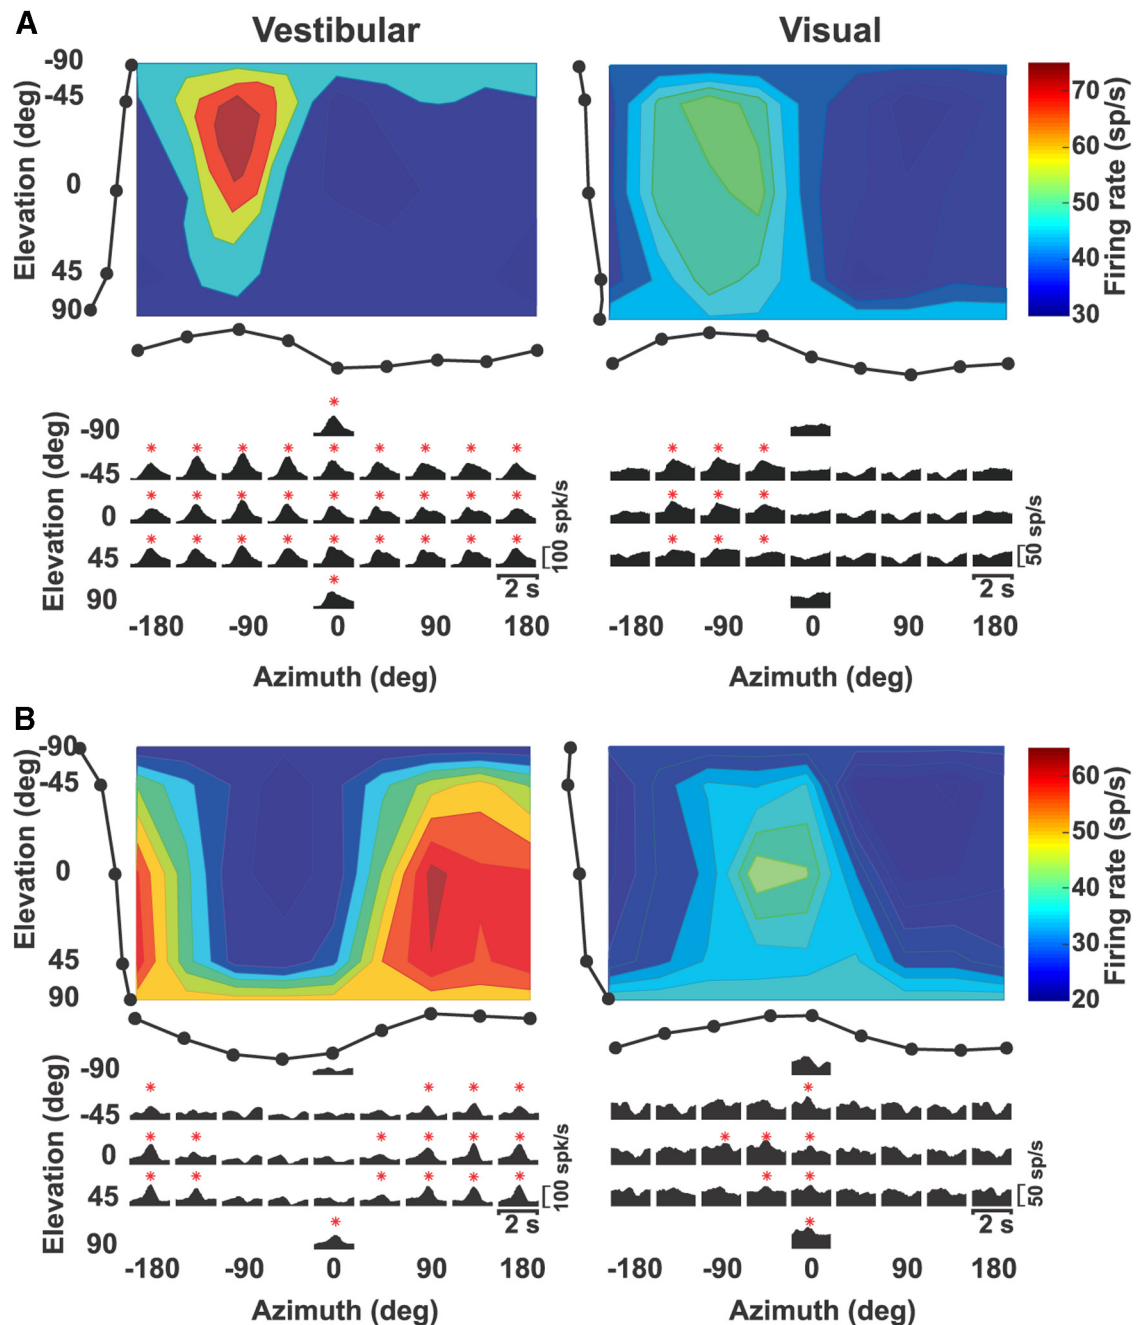 A
Vestibular Visual
-90
-45
0
45
90
Elevation (deg)
70
60
50
40
30
Firing rate (sp/s)
* 
-90
* * * * * * * * * * * *
-45
* * * * * * * * * * * *
0
* * * * * * * * * * * *
45
*
90
Elevation (deg)
100 spk/s
50 sp/s
2 s 2 s
-180 -90 0 90 180 -180 -90 0 90 180
Azimuth (deg) Azimuth (deg)
B
-90
-45
0
45
90
Elevation (deg)
60
50
40
30
20
Firing rate (sp/s)
-90
* * * * *
-45
* * * * * * * * *
0
* * * * * * * *
45
* *
90
Elevation (deg)
100 spk/s
50 sp/s
2 s 2 s
-180 -90 0 90 180 -180 -90 0 90 180
Azimuth (deg) Azimuth (deg)